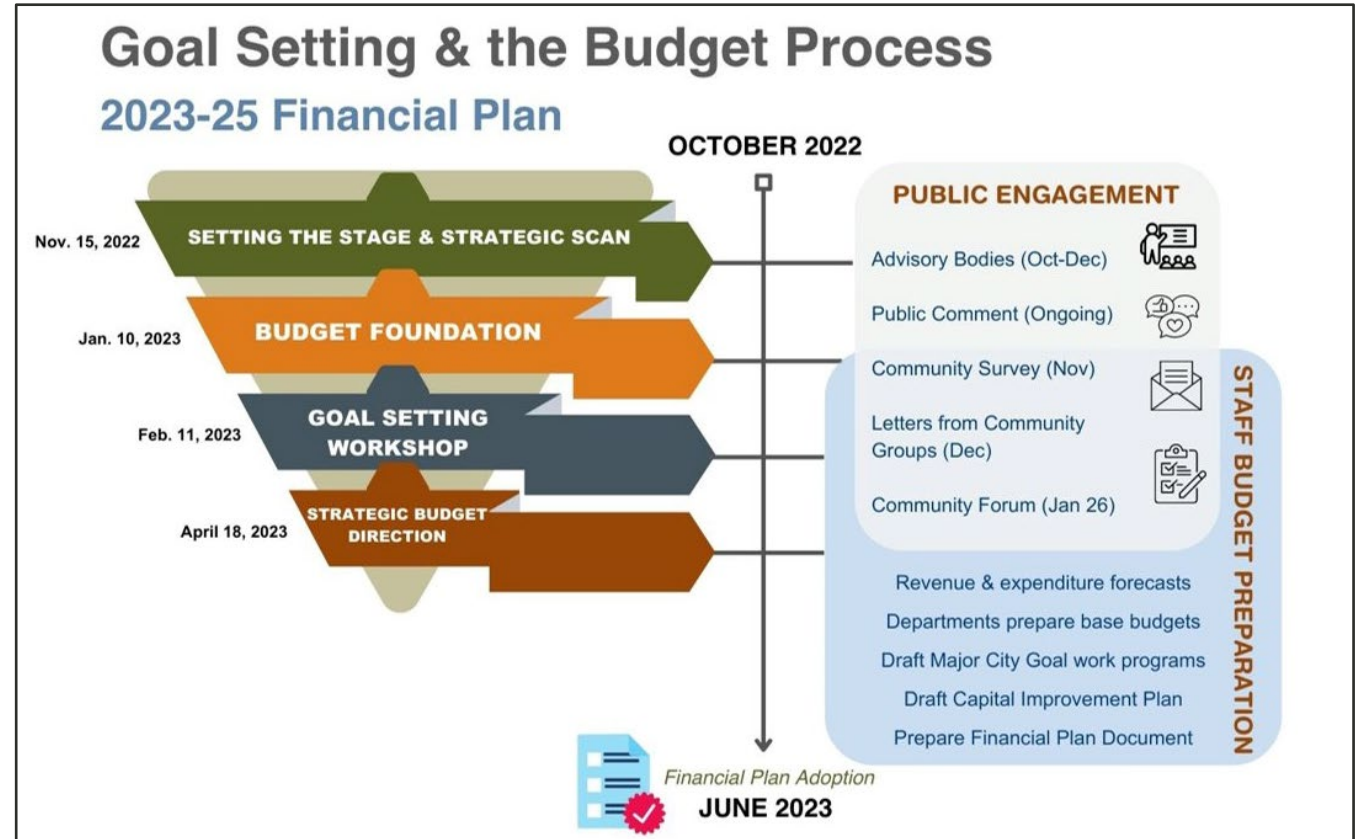 Goal Setting & the Budget Process
2023-25 Financial Plan
OCTOBER 2022
Nov. 15, 2022
SETTING THE STAGE & STRATEGIC SCAN
Jan. 10, 2023
BUDGET FOUNDATION
Feb. 11, 2023
GOAL SETTING
WORKSHOP
April 18, 2023
STRATEGIC BUDGET
DIRECTION
PUBLIC ENGAGEMENT
Advisory Bodies (Oct-Dec)
Public Comment (Ongoing)
Community Survey (Nov)
Letters from Community
Groups (Dec)
Community Forum (Jan 26)
STAFF BUDGET PREPARATION
Revenue & expenditure forecasts
Departments prepare base budgets
Draft Major City Goal work programs
Draft Capital Improvement Plan
Prepare Financial Plan Document
Financial Plan Adoption
JUNE 2023